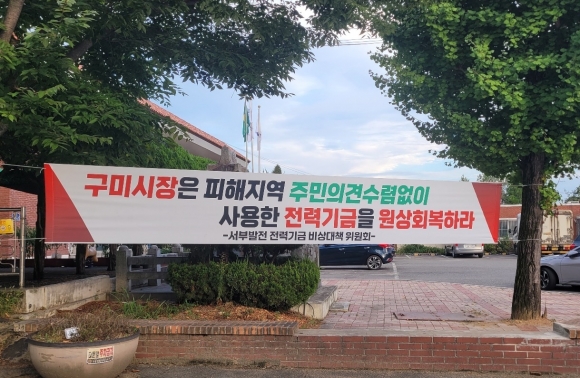 구미시장은 피해지역 주민의견수렴없이
사용한 전력기금을 원상회복하라
-서부발전 전력기금 비상대책 위원회-